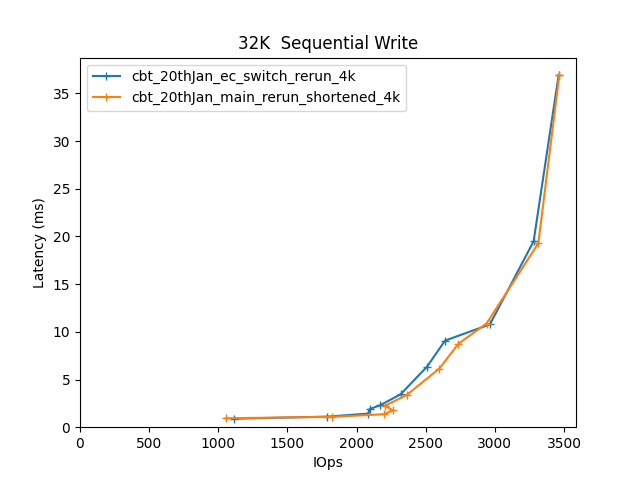 32K  Sequential Write
cbt_20thJan_ec_switch_rerun_4k
cbt_20thJan_main_rerun_shortened_4k
Latency (ms)
35
30
25
20
15
10
5
0
0 500 1000 1500 2000 2500 3000 3500
IOps